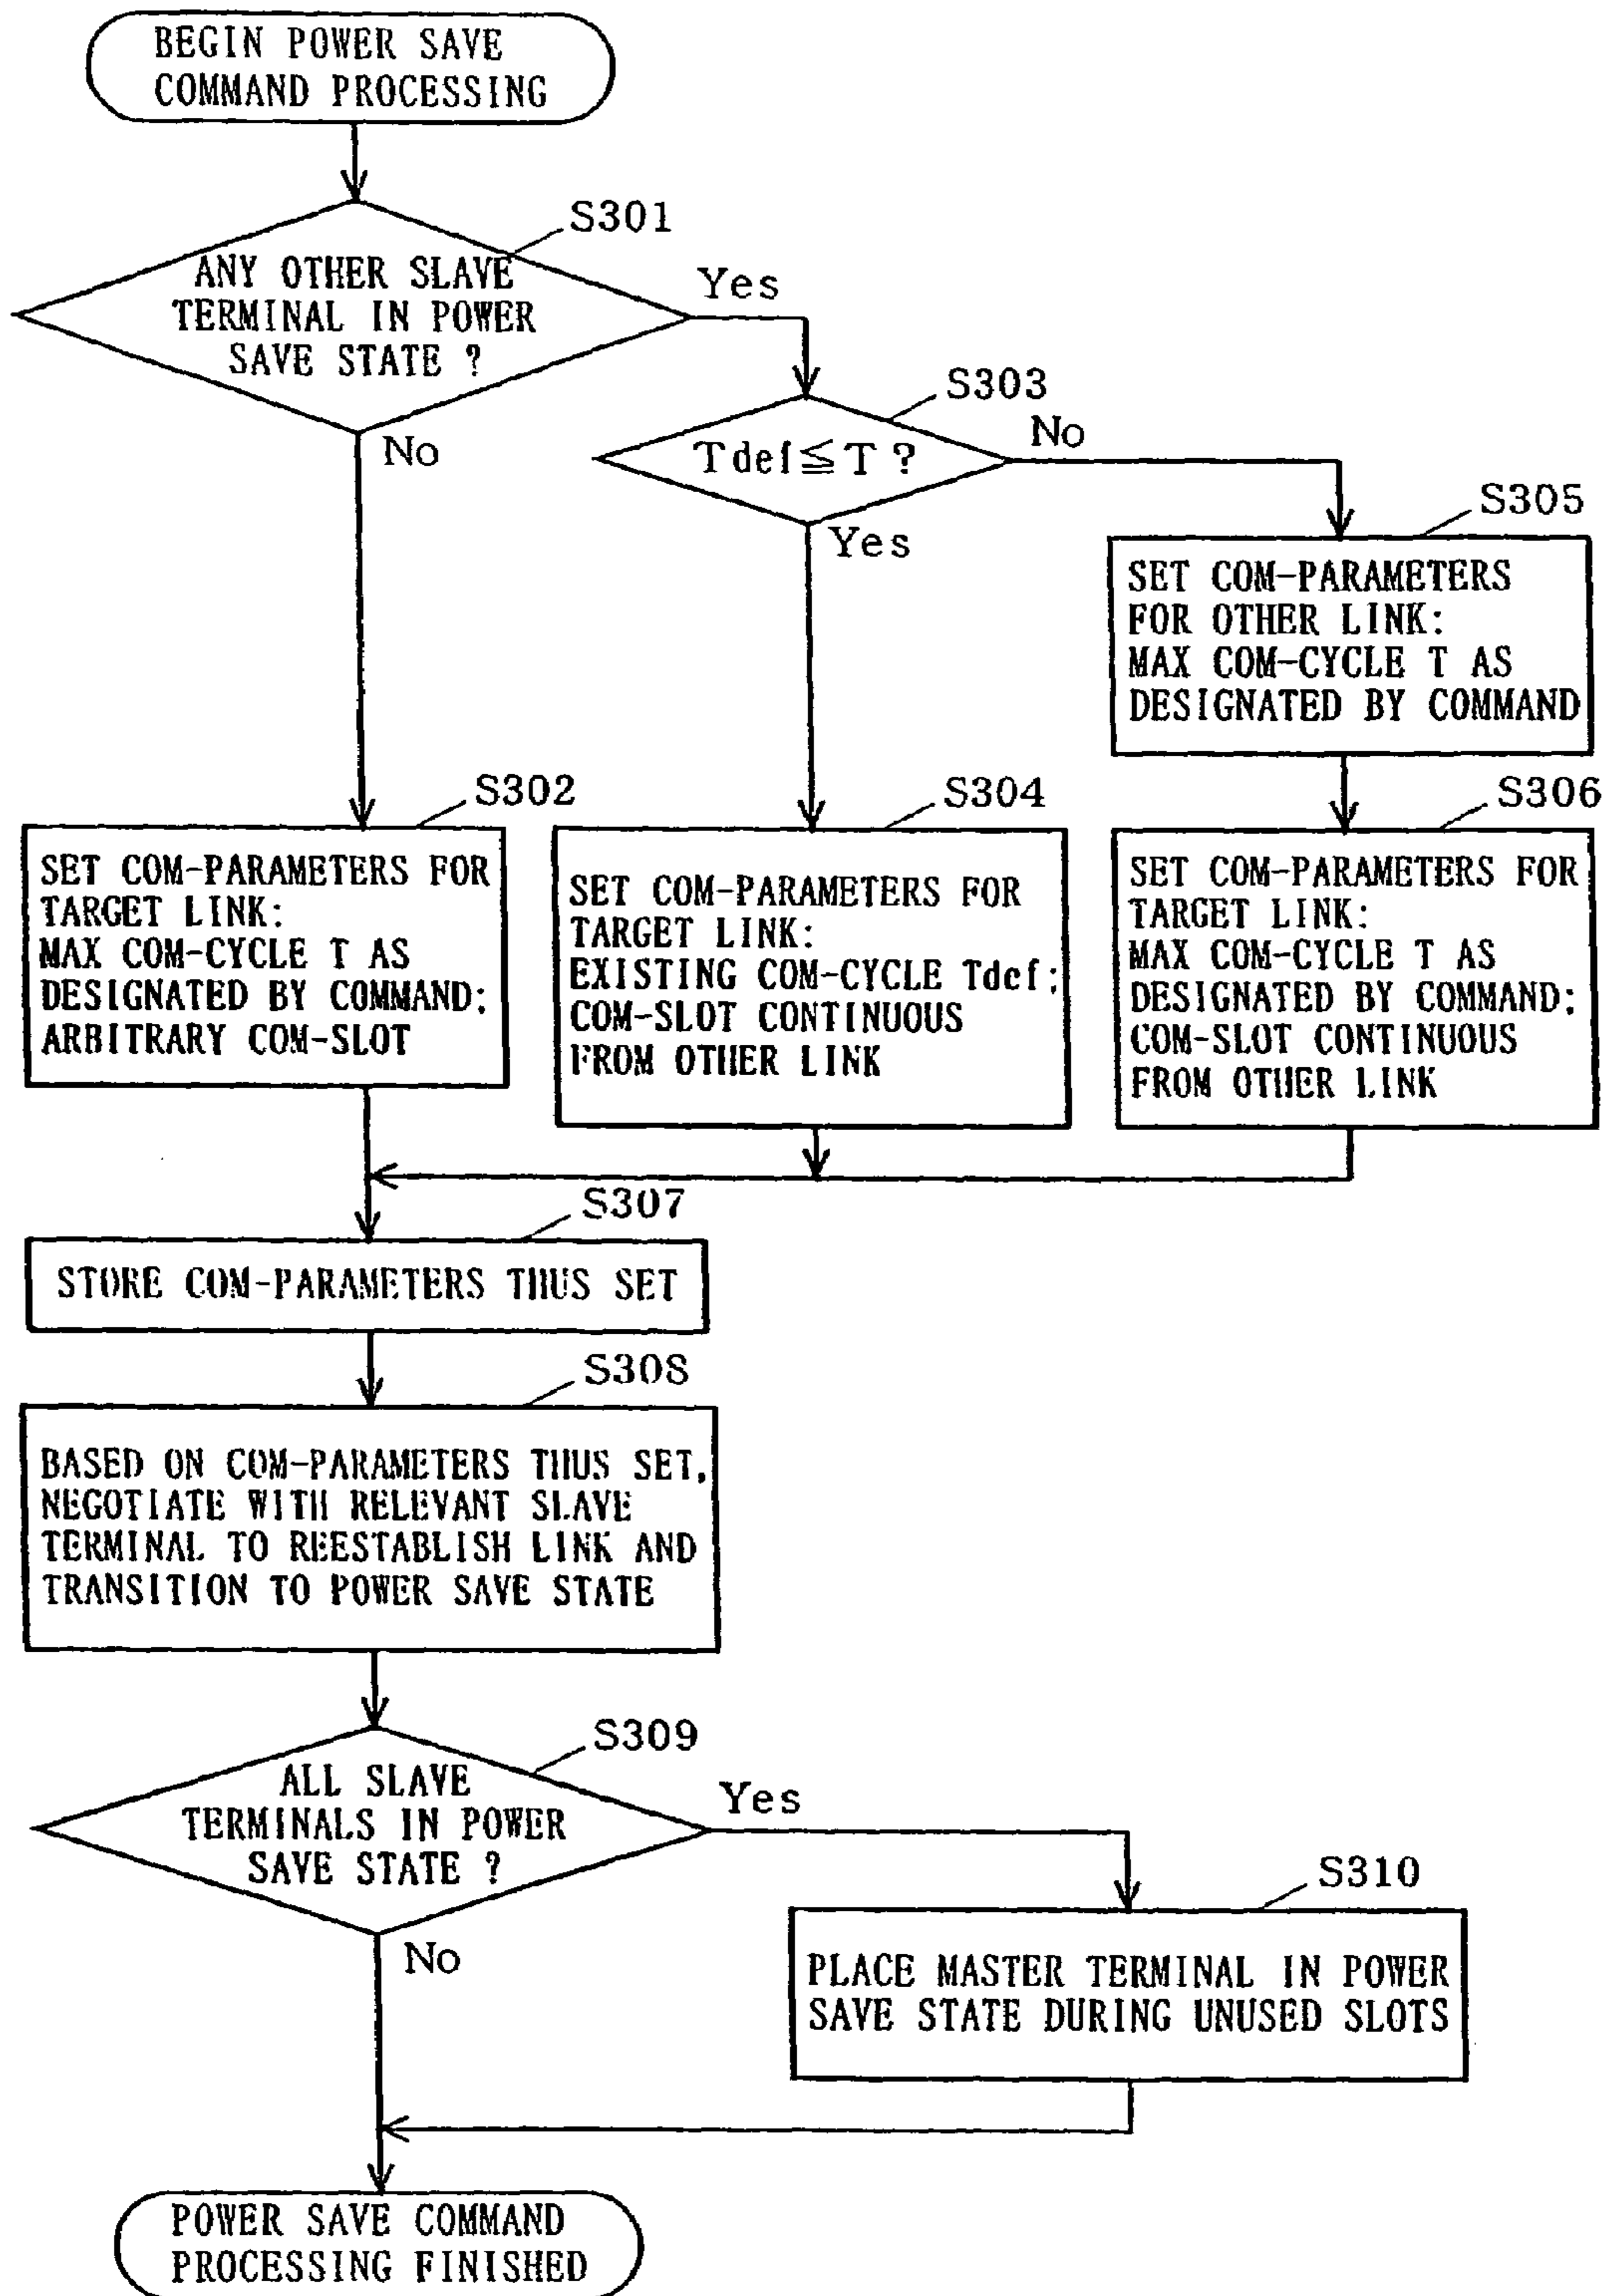 BEGIN POWER SAVE
COMMAND PROCESSING
S301
ANY OTHER SLAVE
TERMINAL IN POWER
SAVE STATE ?
Yes
No
S303
Tdef≦T ?
No
Yes
S305
SET COM-PARAMETERS
FOR OTHER LINK:
MAX COM-CYCLE T AS
DESIGNATED BY COMMAND
S302
SET COM-PARAMETERS FOR
TARGET LINK:
MAX COM-CYCLE T AS
DESIGNATED BY COMMAND;
ARBITRARY COM-SLOT
S304
SET COM-PARAMETERS FOR
TARGET LINK:
EXISTING COM-CYCLE Tdef;
COM-SLOT CONTINUOUS
FROM OTHER LINK
S306
SET COM-PARAMETERS FOR
TARGET LINK:
MAX COM-CYCLE T AS
DESIGNATED BY COMMAND;
COM-SLOT CONTINUOUS
FROM OTHER LINK
S307
STORE COM-PARAMETERS THUS SET
S308
BASED ON COM-PARAMETERS THUS SET,
NEGOTIATE WITH RELEVANT SLAVE
TERMINAL TO REESTABLISH LINK AND
TRANSITION TO POWER SAVE STATE
S309
ALL SLAVE
TERMINALS IN POWER
SAVE STATE ?
Yes
No
S310
PLACE MASTER TERMINAL IN POWER
SAVE STATE DURING UNUSED SLOTS
POWER SAVE COMMAND
PROCESSING FINISHED